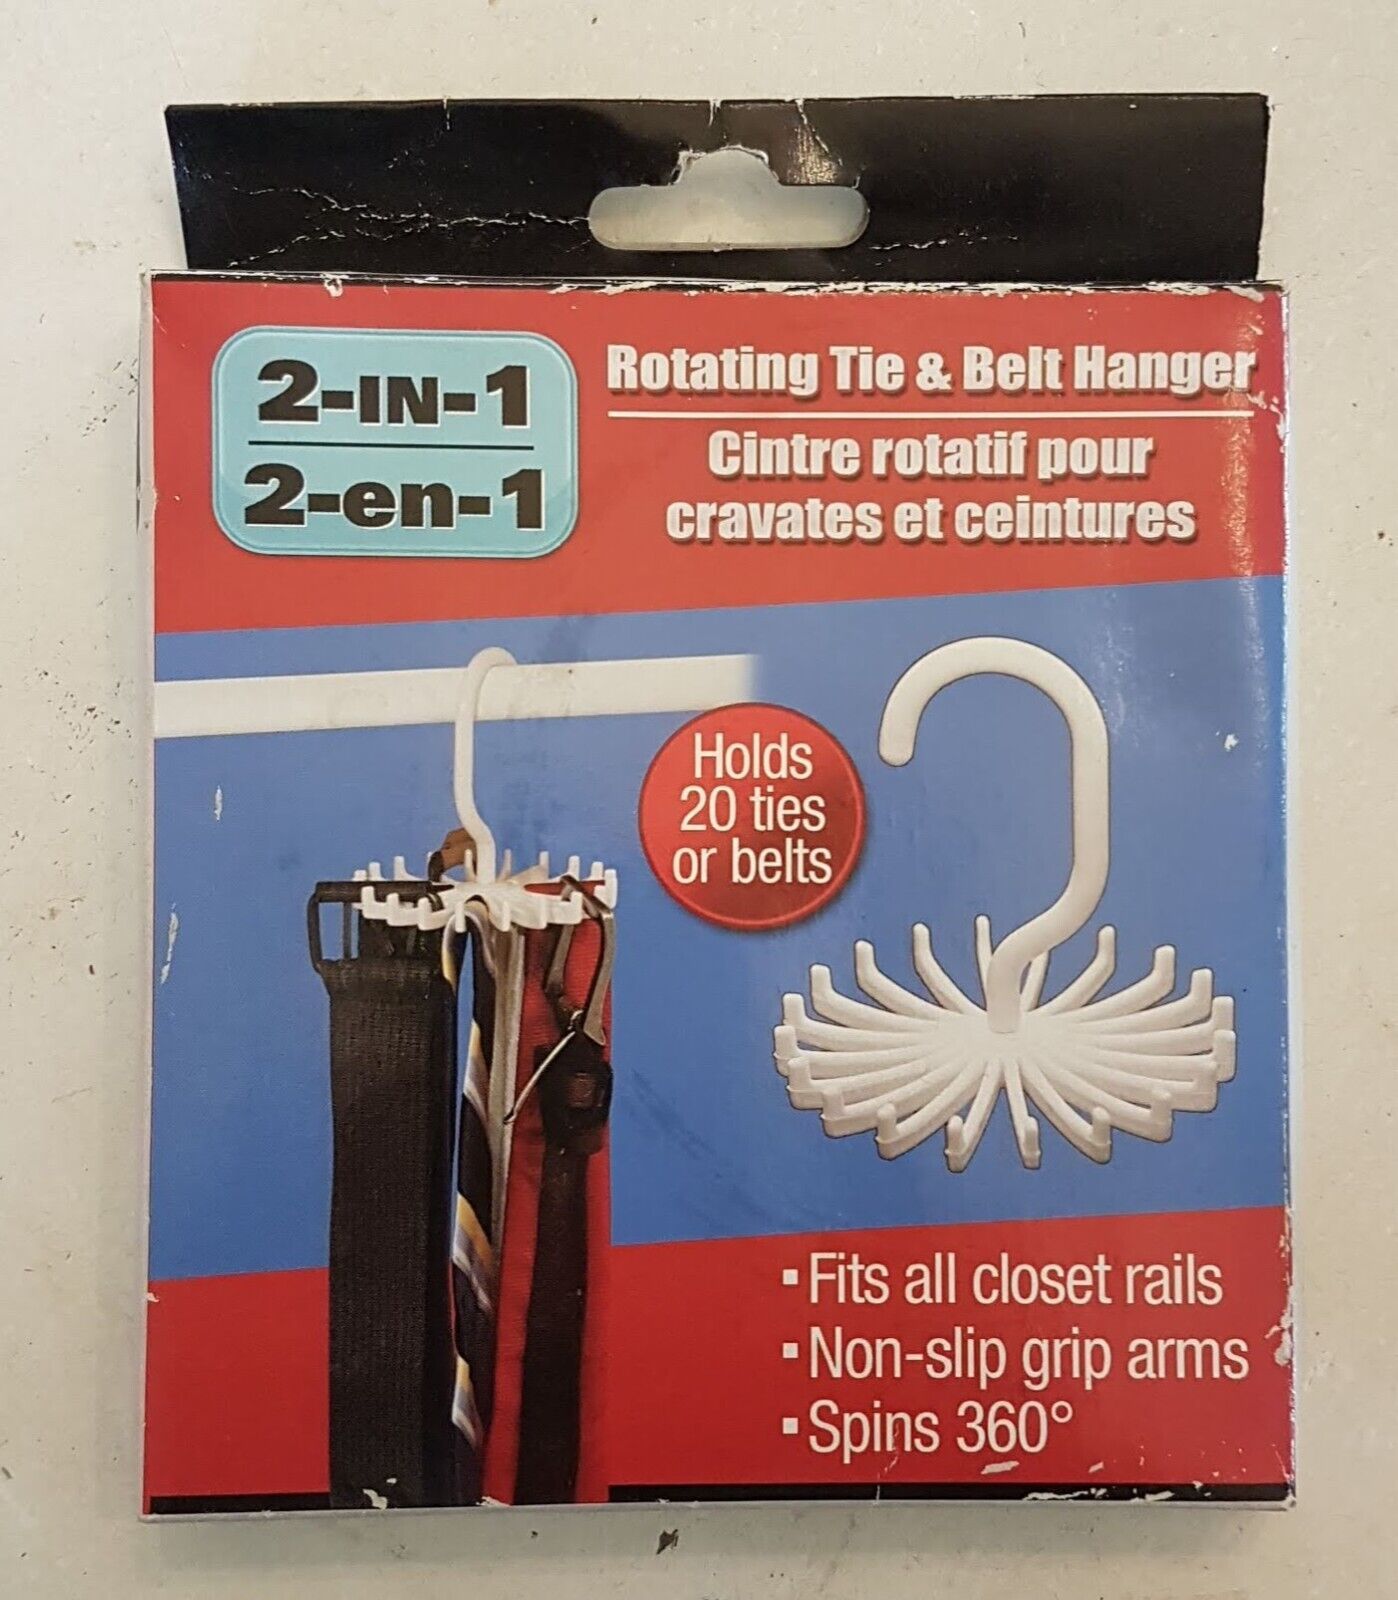 2-IN-1
2-en-1
Rotating Tie & Belt Hanger
Cintre rotatif pour
cravates et ceintures
Holds
20 ties
or belts
▪ Fits all closet rails
▪ Non-slip grip arms
▪ Spins 360°